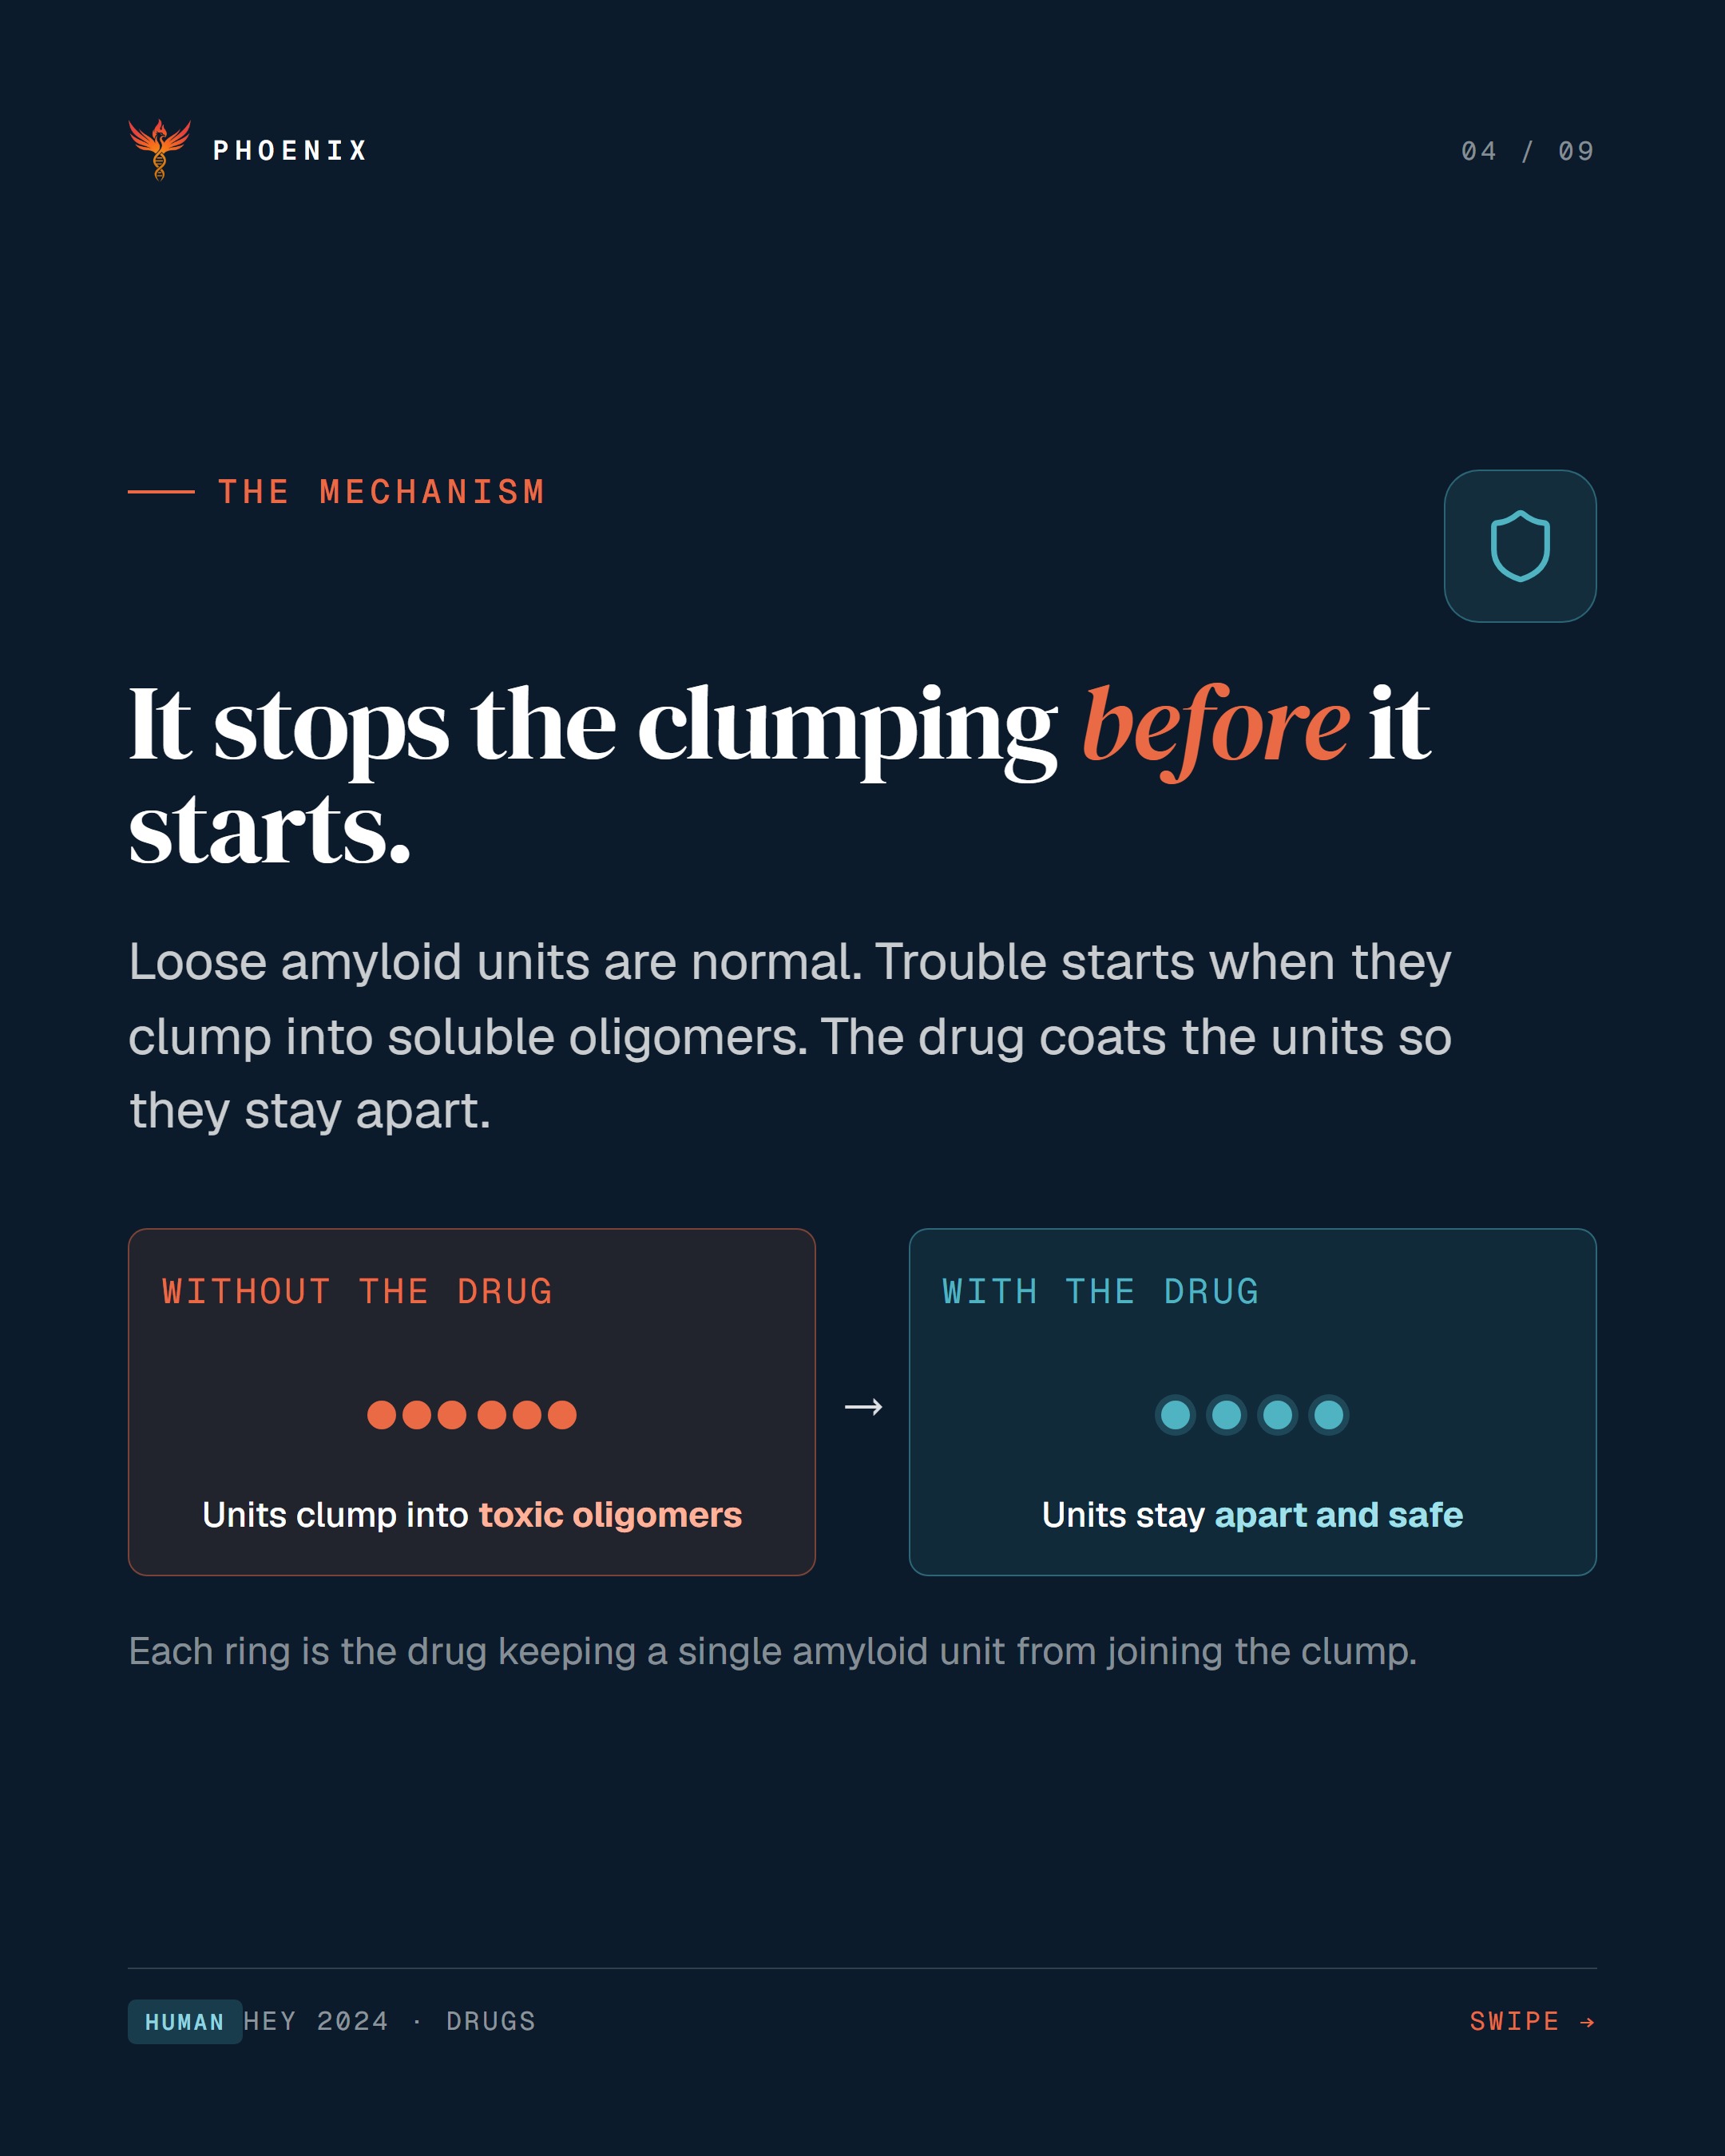 PHOENIX
04 / 09
THE MECHANISM
It stops the clumping before it
starts.
Loose amyloid units are normal. Trouble starts when they
clump into soluble oligomers. The drug coats the units so
they stay apart.
WITHOUT THE DRUG
Units clump into toxic oligomers
→
WITH THE DRUG
Units stay apart and safe
Each ring is the drug keeping a single amyloid unit from joining the clump.
HUMAN HEY 2024 · DRUGS
SWIPE →